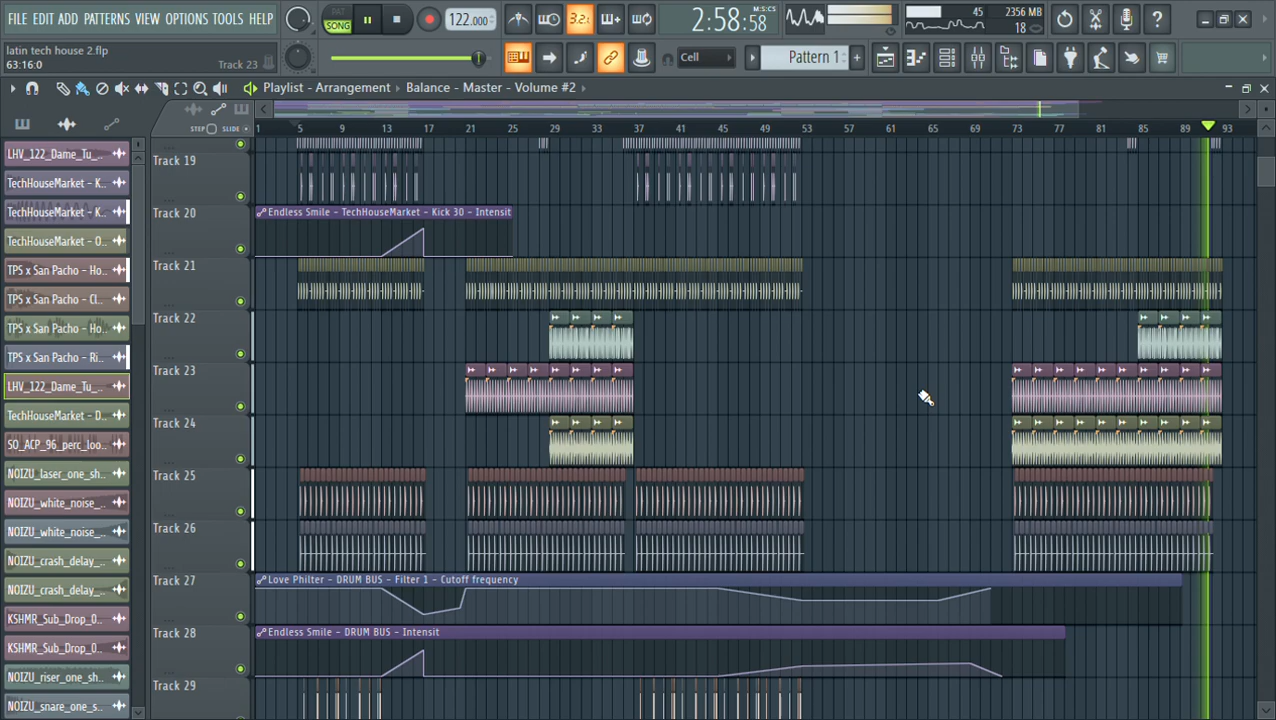 FILE EDIT ADD PATTERNS VIEW OPTIONS TOOLS HELP
PAT
SONG
122.000
3.2.
2:58:58
M:S:CS
45
2356 MB
18
latin tech house 2.flp
63:16:0
Track 23
Cell
Pattern 1
Playlist - Arrangement
Balance - Master - Volume #2
STEP SLIDE
1 5 9 13 17 21 25 29 33 37 41 45 49 53 57 61 65 69 73 77 81 85 89 93
LHV_122_Dame_Tu_..
TechHouseMarket - K..
TechHouseMarket - K..
TechHouseMarket - O..
TPS x San Pacho - Ho..
TPS x San Pacho - Cl..
TPS x San Pacho - Ho..
TPS x San Pacho - Ri..
LHV_122_Dame_Tu_..
TechHouseMarket - O..
SO_ACP_96_perc_loo..
NOIZU_laser_one_sh..
NOIZU_white_noise_..
NOIZU_white_noise_..
NOIZU_crash_delay_..
NOIZU_crash_delay_..
KSHMR_Sub_Drop_0..
KSHMR_Sub_Drop_0..
NOIZU_riser_one_sh..
NOIZU_snare_one_s..
Track 19
Track 20
Endless Smile - TechHouseMarket - Kick 30 - Intensit
Track 21
Track 22
Track 23
Track 24
Track 25
Track 26
Track 27
Love Philter - DRUM BUS - Filter 1 - Cutoff frequency
Track 28
Endless Smile - DRUM BUS - Intensit
Track 29